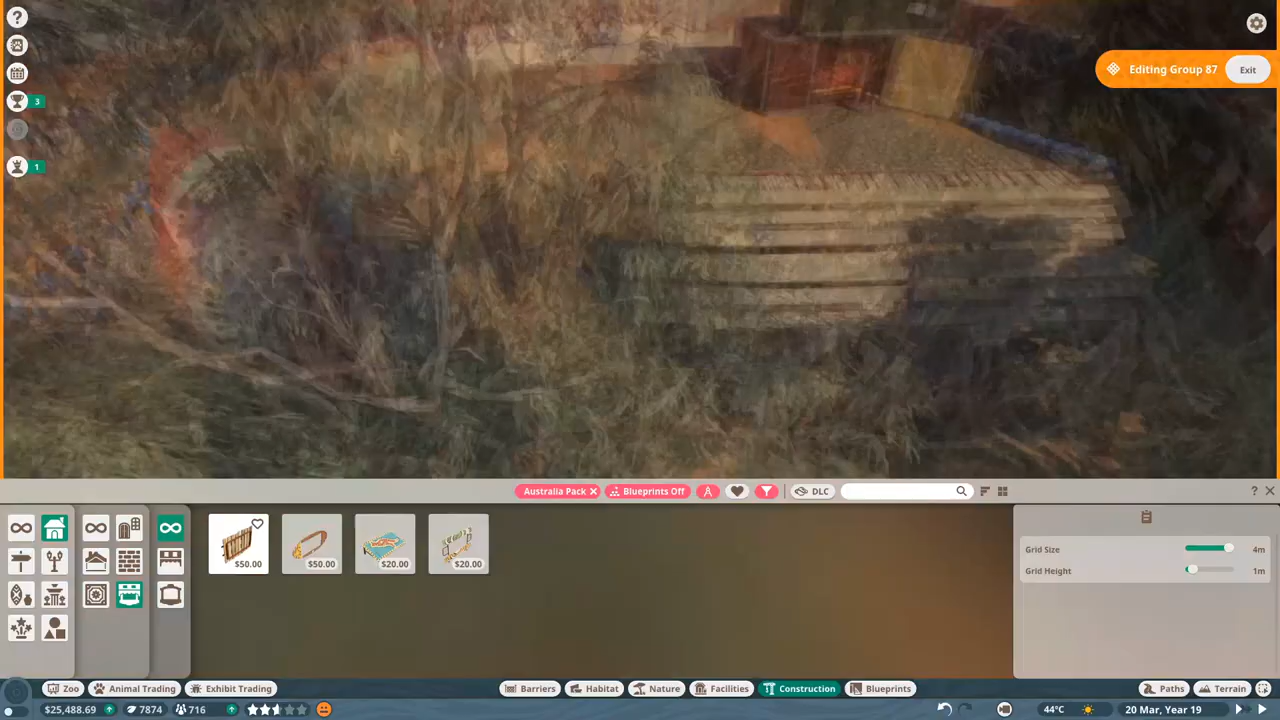 Editing Group 87
Exit
3
1
Australia Pack
Blueprints Off
DLC
$50.00
$50.00
$20.00
$20.00
Grid Size
4m
Grid Height
1m
Zoo
Animal Trading
Exhibit Trading
Barriers
Habitat
Nature
Facilities
Construction
Blueprints
Paths
Terrain
$25,488.69
7874
716
44°C
20 Mar, Year 19